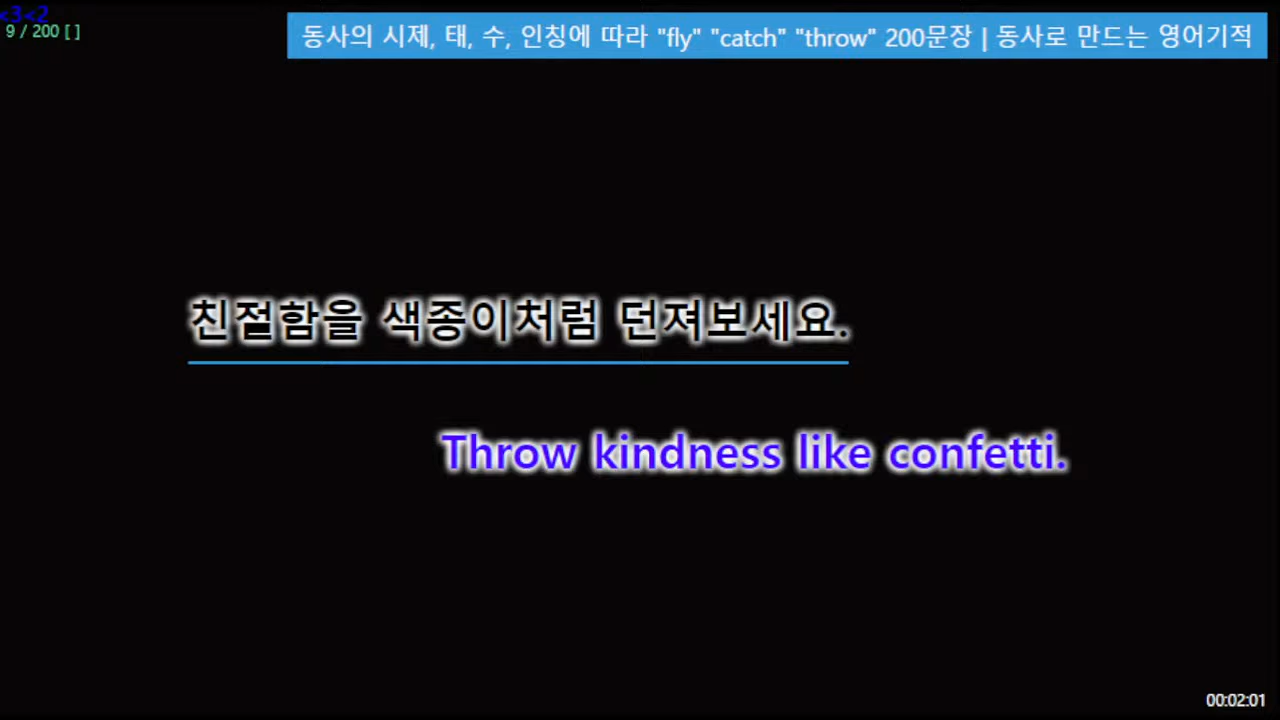 <3<2
9 / 200 [ ]
동사의 시제, 태, 수, 인칭에 따라 "fly" "catch" "throw" 200문장 | 동사로 만드는 영어기적
친절함을 색종이처럼 던져보세요.
Throw kindness like confetti.
00:02:01